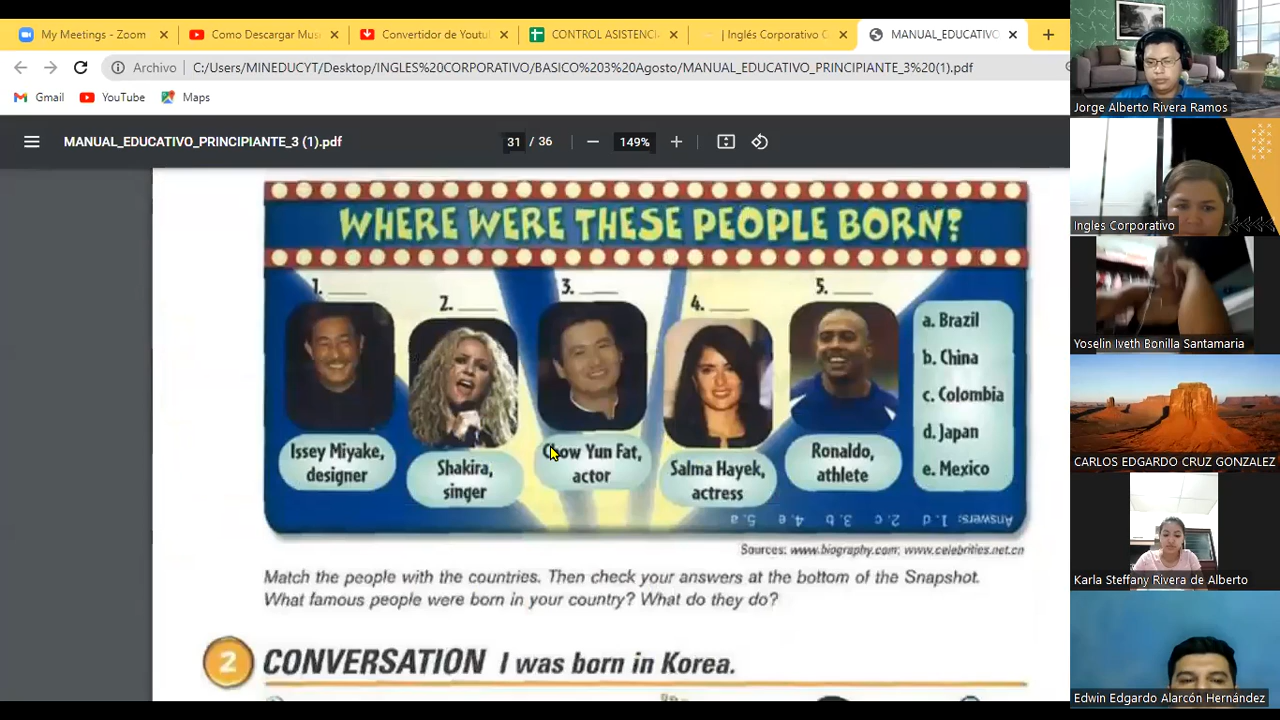 My Meetings - Zoom
Como Descargar Mus
Convertidor de Youtu
CONTROL ASISTENCI
Inglés Corporativo C
MANUAL_EDUCATIVO
Archivo
C:/Users/MINEDUCYT/Desktop/INGLES%20CORPORATIVO/BASICO%203%20Agosto/MANUAL_EDUCATIVO_PRINCIPIANTE_3%20(1).pdf
Gmail
YouTube
Maps
MANUAL_EDUCATIVO_PRINCIPIANTE_3 (1).pdf
31 / 36
149%
WHERE WERE THESE PEOPLE BORN?
1. ____
2. ____
3. ____
4. ____
5. ____
Issey Miyake,
designer
Shakira,
singer
Chow Yun Fat,
actor
Salma Hayek,
actress
Ronaldo,
athlete
a. Brazil
b. China
c. Colombia
d. Japan
e. Mexico
Answers: 1. d 2. c 3. b 4. e 5. a
Sources: www.biography.com; www.celebrities.net.cn
Match the people with the countries. Then check your answers at the bottom of the Snapshot.
What famous people were born in your country? What do they do?
2 CONVERSATION I was born in Korea.
Jorge Alberto Rivera Ramos
Ingles Corporativo
Yoselin Iveth Bonilla Santamaria
CARLOS EDGARDO CRUZ GONZALEZ
Karla Steffany Rivera de Alberto
Edwin Edgardo Alarcón Hernández